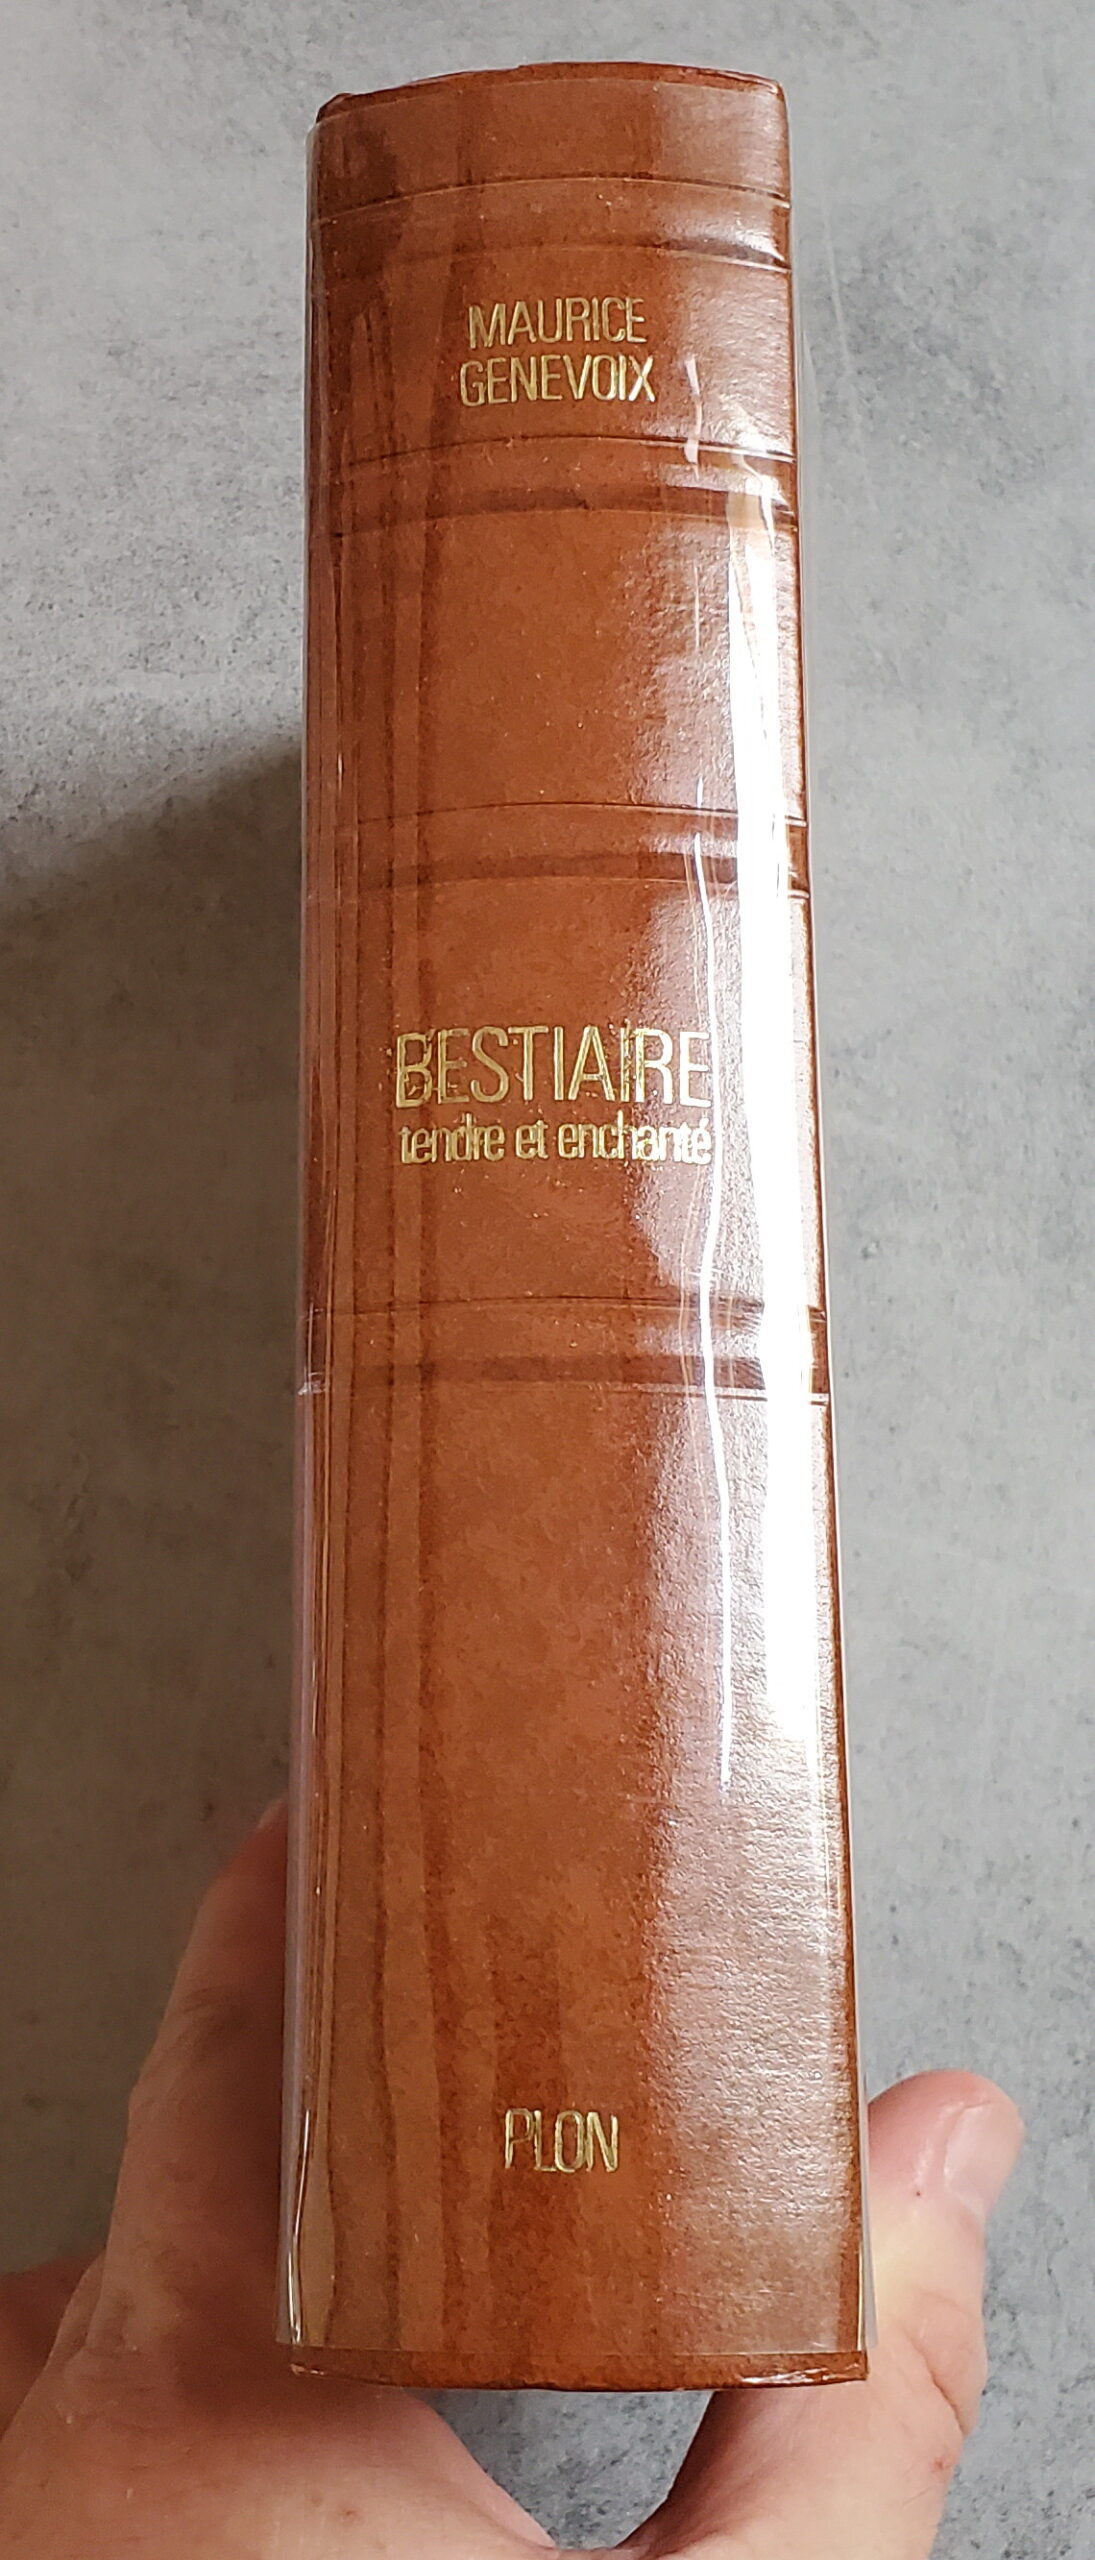 MAURICE
GENEVOIX
BESTIAIRE
tendre et enchanté
PLON